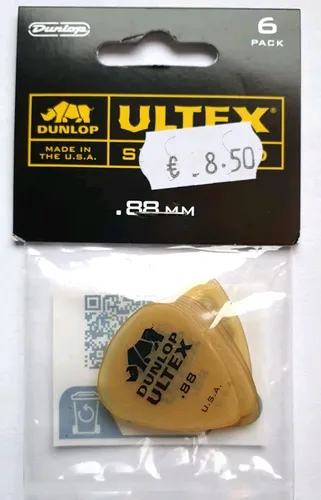 Dunlop
6
PACK
DUNLOP
ULTEX®
MADE IN
THE U.S.A.
€ 8.50
.88 MM
DUNLOP
ULTEX
.88
U.S.A.